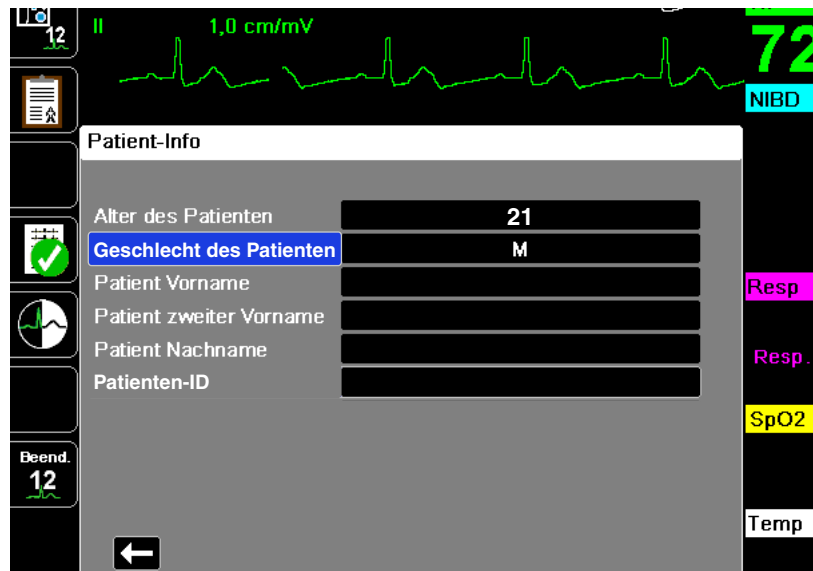 12
II 1,0 cm/mV
72
NIBD
Patient-Info
Alter des Patienten 21
Geschlecht des Patienten M
Patient Vorname
Resp
Patient zweiter Vorname
Patient Nachname
Resp.
Patienten-ID
SpO2
Beend.
12
Temp